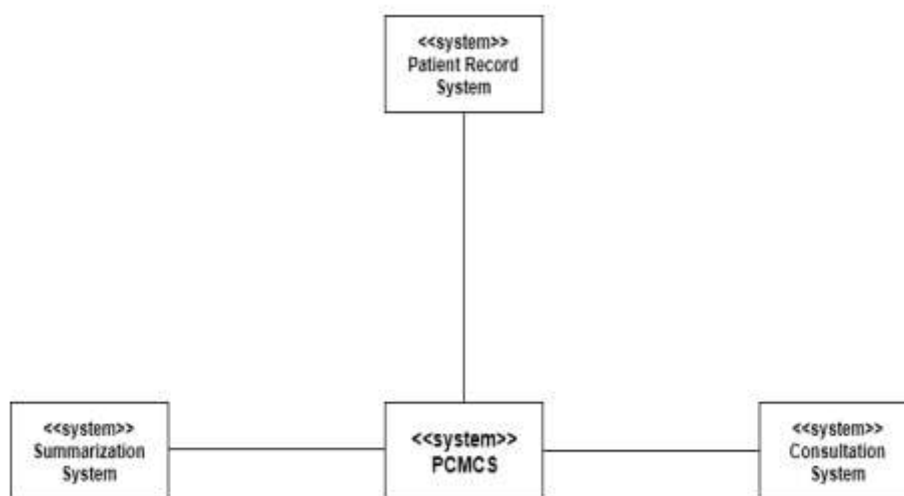 <<system>>
Patient Record
System
<<system>>
Summarization
System
<<system>>
PCMCS
<<system>>
Consultation
System